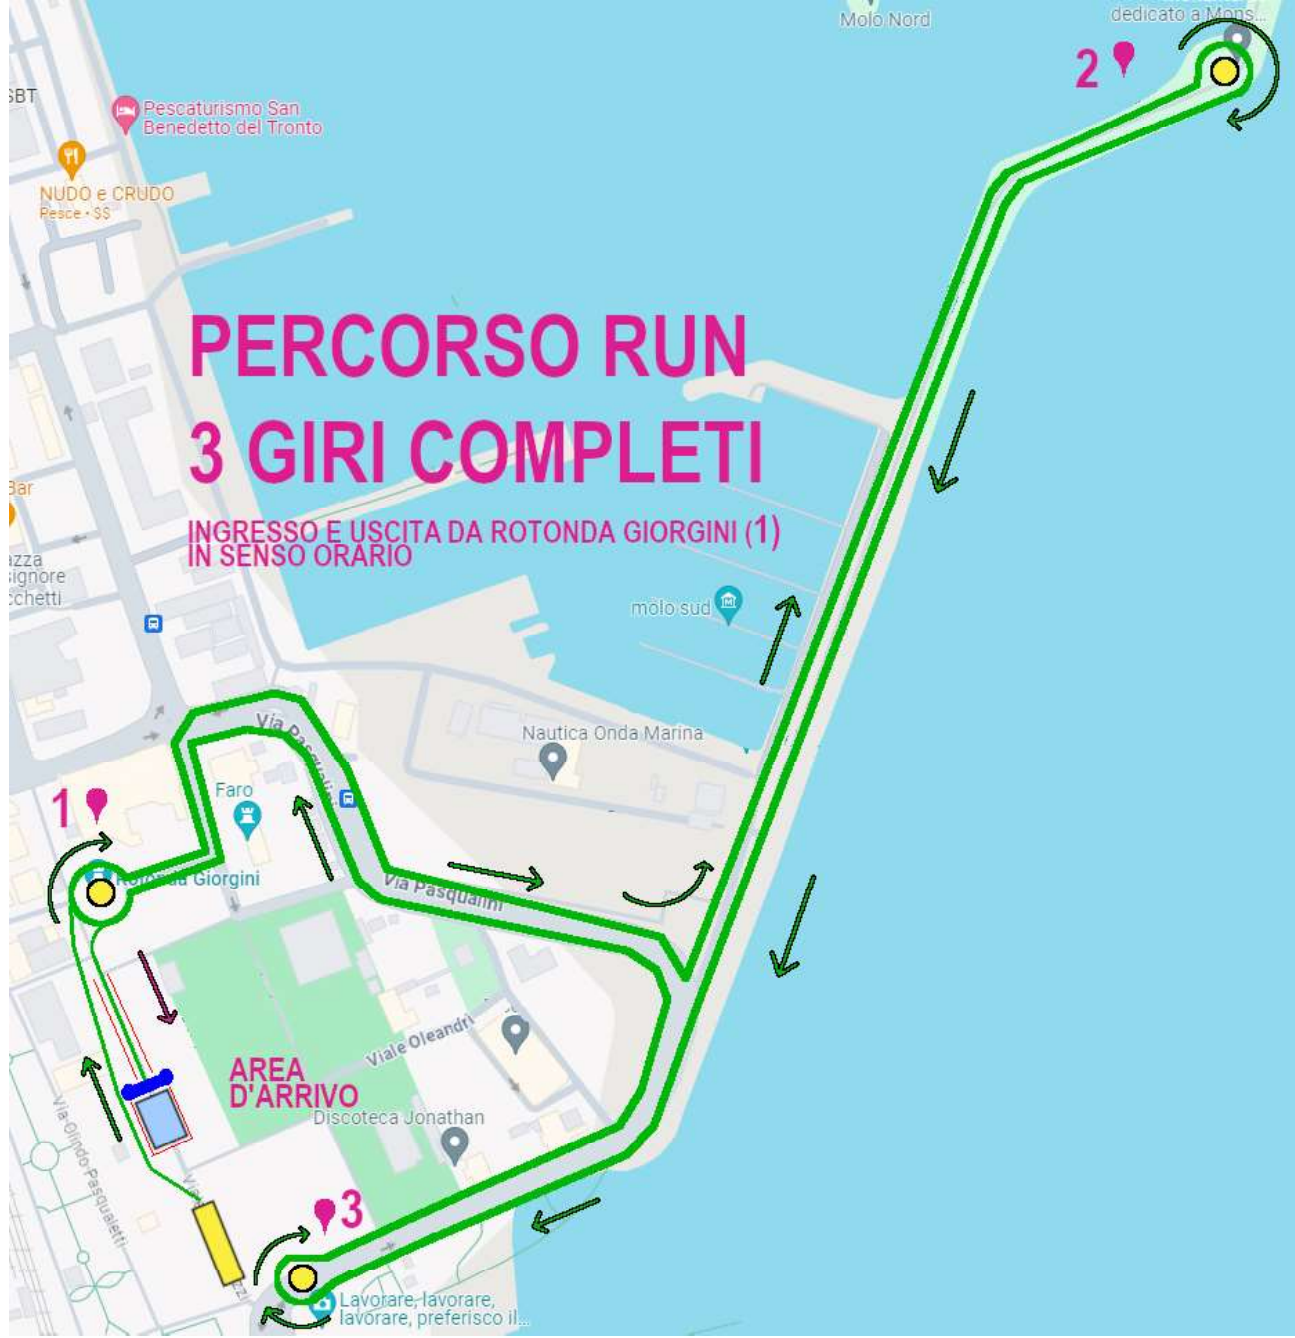 Molo Nord
dedicato a Mons...
2
SBT
Pescaturismo San
Benedetto del Tronto
NUDO e CRUDO
Pesce • $$
PERCORSO RUN
3 GIRI COMPLETI
INGRESSO E USCITA DA ROTONDA GIORGINI (1)
IN SENSO ORARIO
Bar
azza
signore
cchetti
molo sud
Via Pasqualini
Nautica Onda Marina
1
Faro
Rotonda Giorgini
Via Pasqualini
Viale Oleandri
AREA
D'ARRIVO
Discoteca Jonathan
Via Olindo Pasqualetti
3
Lavorare, lavorare,
lavorare, preferisco il...